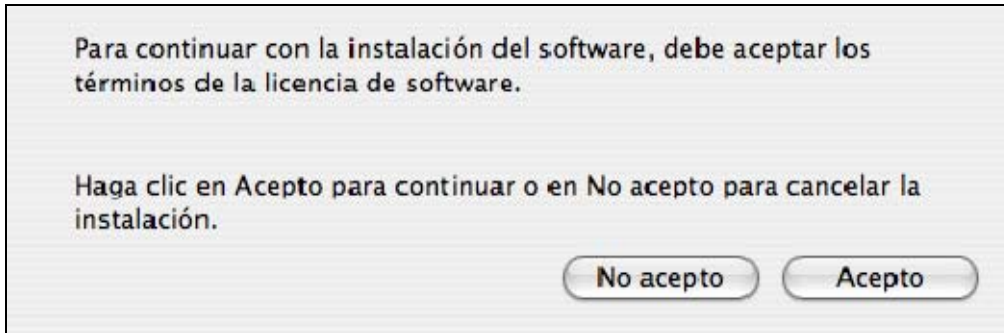 Para continuar con la instalación del software, debe aceptar los
términos de la licencia de software.
Haga clic en Acepto para continuar o en No acepto para cancelar la
instalación.
No acepto Acepto